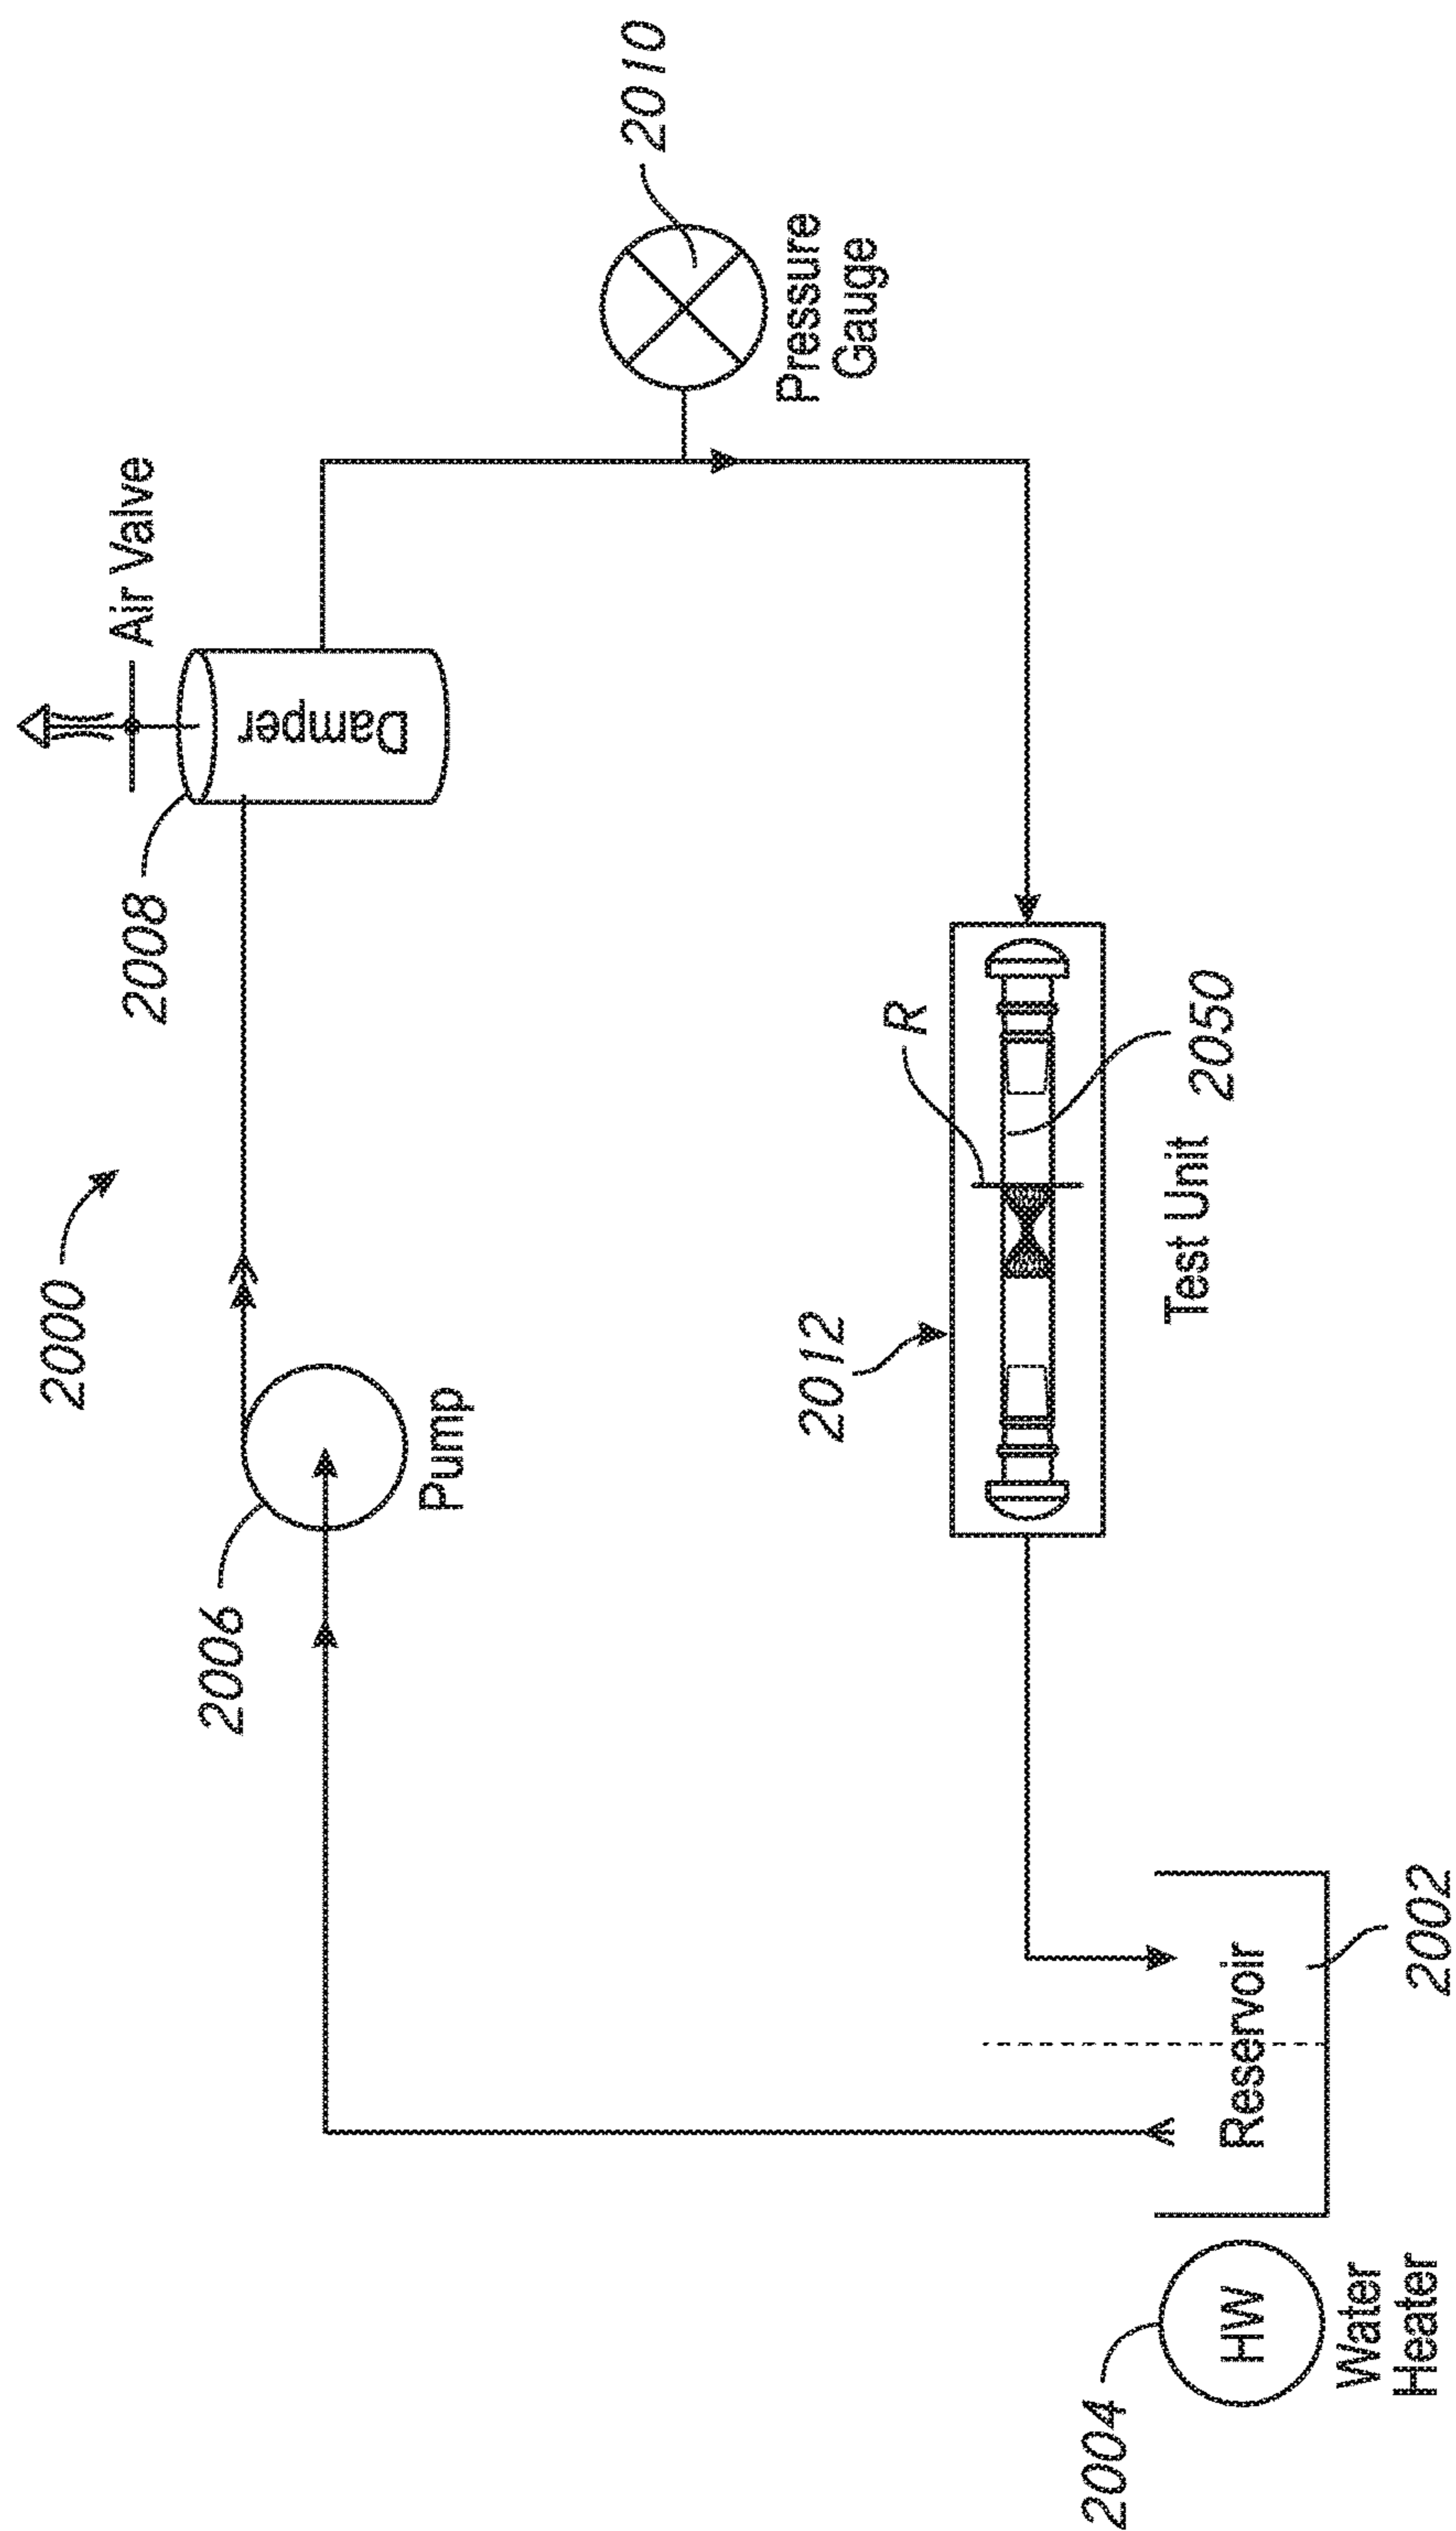 2000
Air Valve
2008
Damper
2006
Pump
2010
Pressure
Gauge
2012
R
2050
Test Unit
Reservoir
2002
2004
HW
Water
Heater